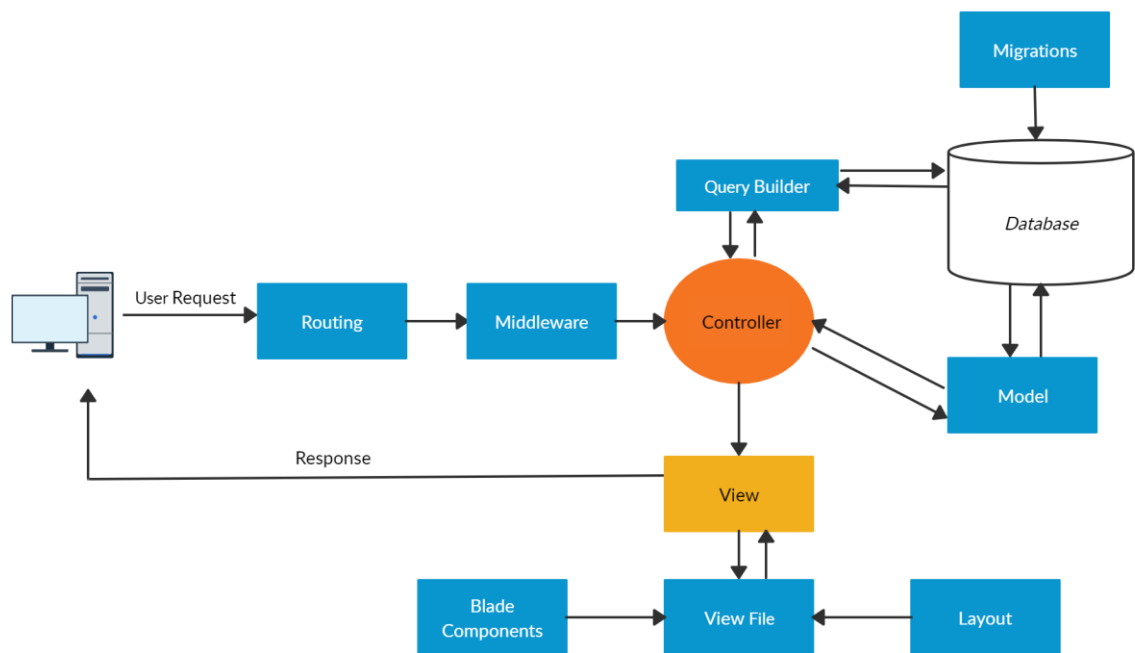 Migrations
Query Builder
Database
User Request
Routing
Middleware
Controller
Model
Response
View
Blade
Components
View File
Layout